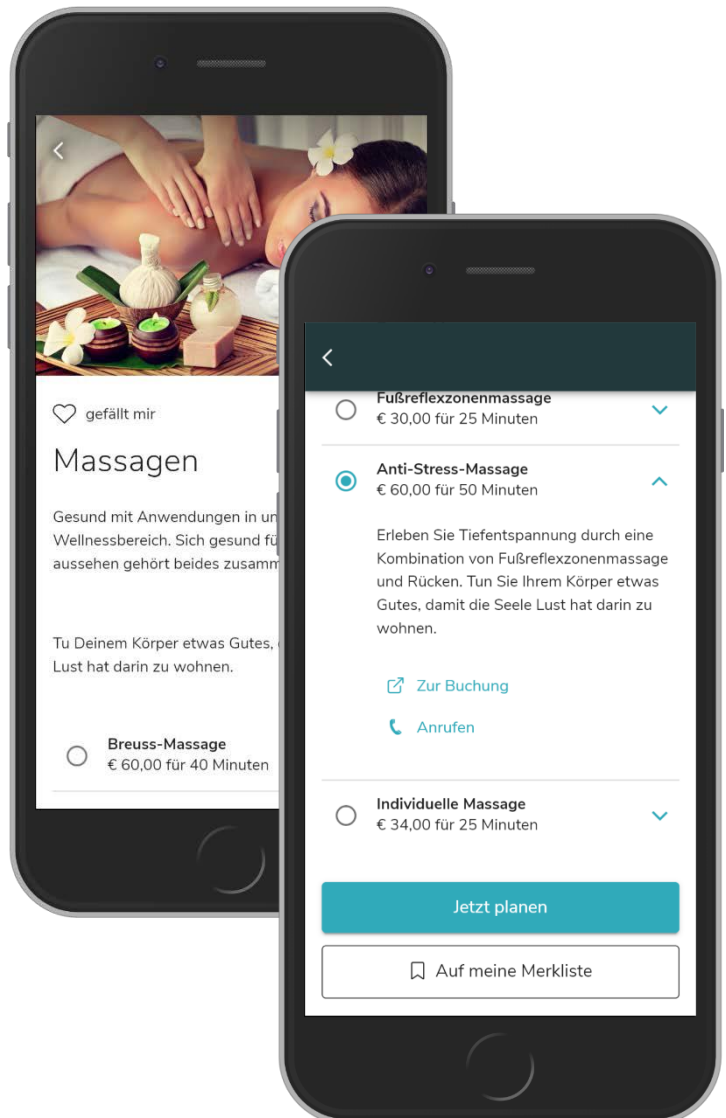 gefällt mir
Massagen
Gesund mit Anwendungen in
Wellnessbereich. Sich gesund
aussehen gehört beides
Tu Deinem Körper etwas Gutes,
Lust hat darin zu wohnen.
Breuss-Massage
€ 60,00 für 40 Minuten
Fußreflexzonenmassage
€ 30,00 für 25 Minuten
Anti-Stress-Massage
€ 60,00 für 50 Minuten
Erleben Sie Tiefentspannung durch eine
Kombination von Fußreflexzonenmassage
und Rücken. Tun Sie Ihrem Körper etwas
Gutes, damit die Seele Lust hat darin zu
wohnen.
Zur Buchung
Anrufen
Individuelle Massage
€ 34,00 für 25 Minuten
Jetzt planen
Auf meine Merkliste